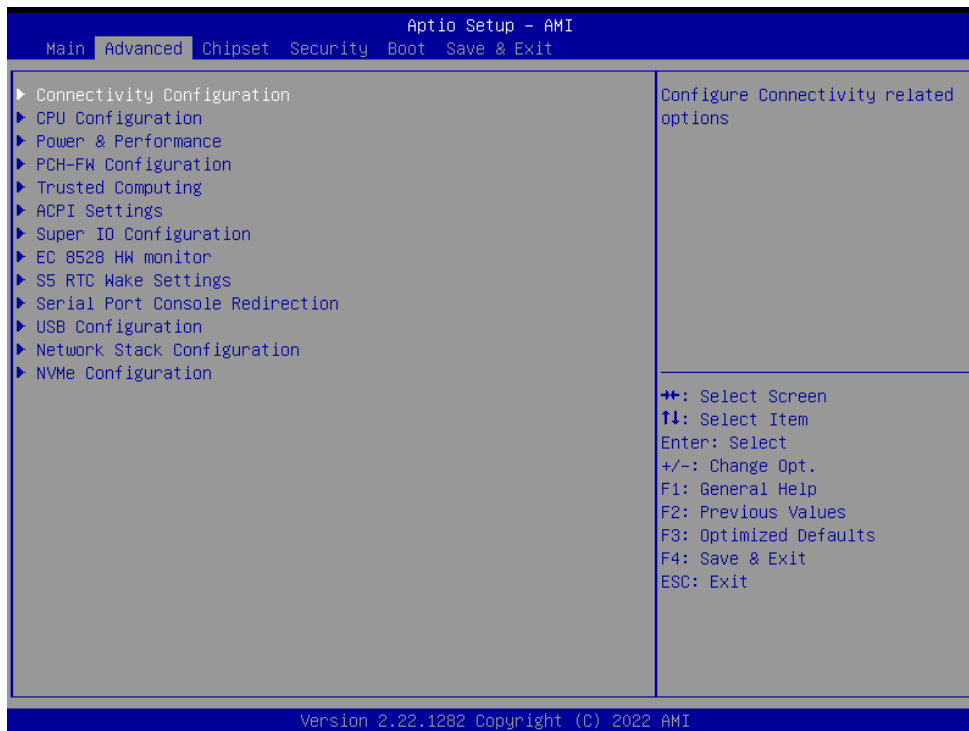 Aptio Setup – AMI
Main Advanced Chipset Security Boot Save & Exit
Connectivity Configuration
CPU Configuration
Power & Performance
PCH-FW Configuration
Trusted Computing
ACPI Settings
Super IO Configuration
EC 8528 HW monitor
S5 RTC Wake Settings
Serial Port Console Redirection
USB Configuration
Network Stack Configuration
NVMe Configuration
Configure Connectivity related
options
→←: Select Screen
↑↓: Select Item
Enter: Select
+/-: Change Opt.
F1: General Help
F2: Previous Values
F3: Optimized Defaults
F4: Save & Exit
ESC: Exit
Version 2.22.1282 Copyright (C) 2022 AMI